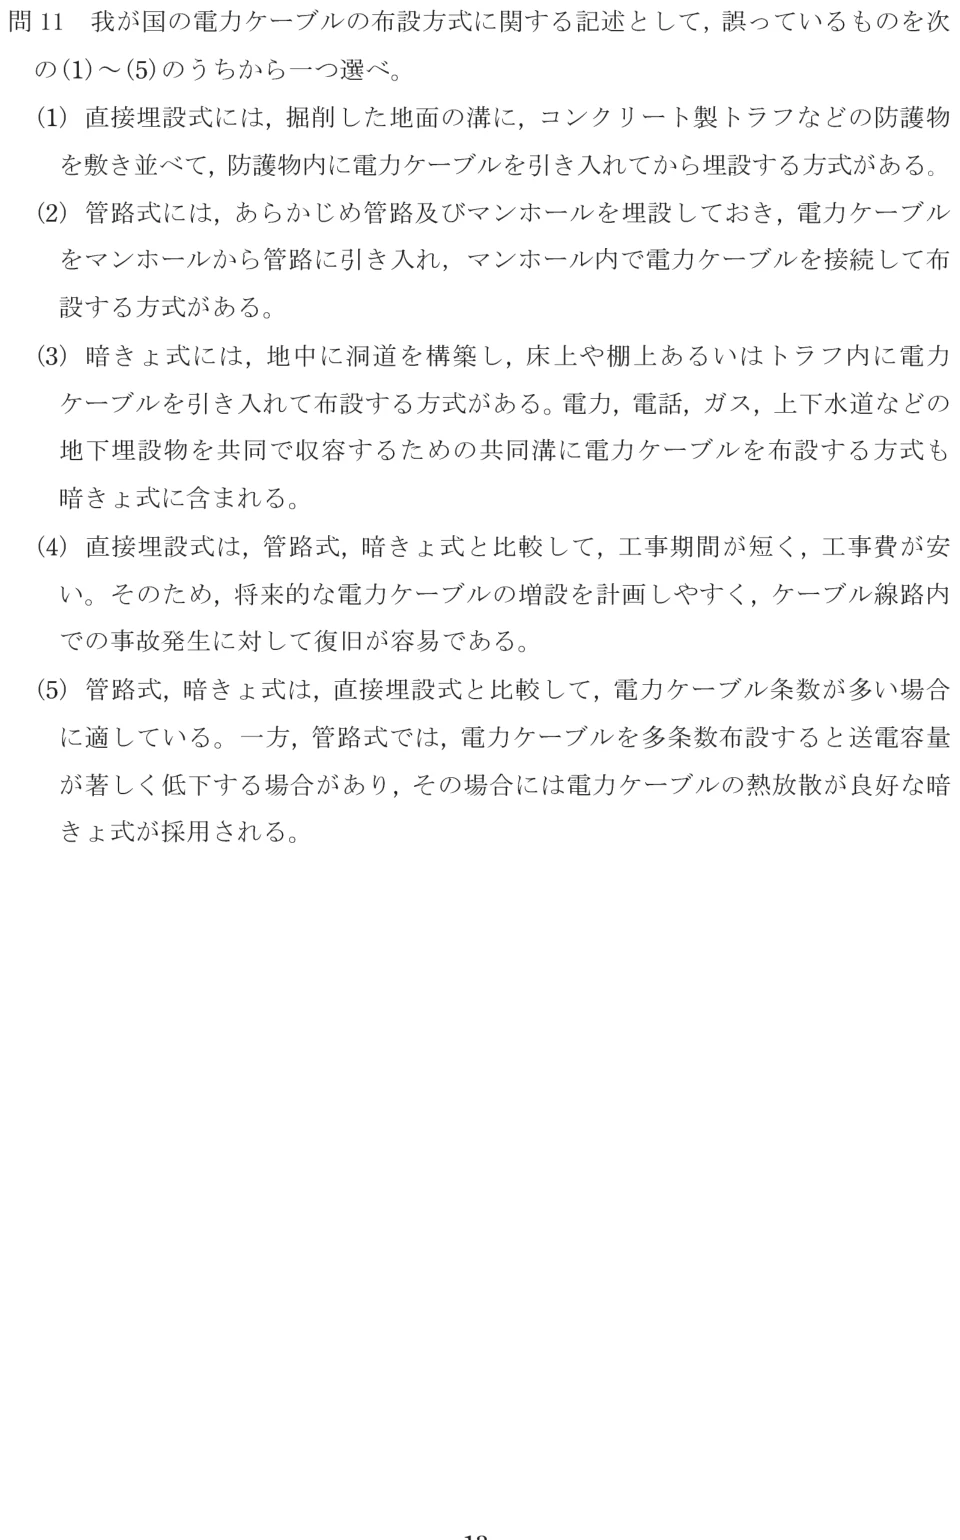 問 11　我が国の電力ケーブルの布設方式に関する記述として，誤っているものを次
の(1)～(5)のうちから一つ選べ。
(1)　直接埋設式には，掘削した地面の溝に，コンクリート製トラフなどの防護物
を敷き並べて，防護物内に電力ケーブルを引き入れてから埋設する方式がある。
(2)　管路式には，あらかじめ管路及びマンホールを埋設しておき，電力ケーブル
をマンホールから管路に引き入れ，マンホール内で電力ケーブルを接続して布
設する方式がある。
(3)　暗きょ式には，地中に洞道を構築し，床上や棚上あるいはトラフ内に電力
ケーブルを引き入れて布設する方式がある。電力，電話，ガス，上下水道などの
地下埋設物を共同で収容するための共同溝に電力ケーブルを布設する方式も
暗きょ式に含まれる。
(4)　直接埋設式は，管路式，暗きょ式と比較して，工事期間が短く，工事費が安
い。そのため，将来的な電力ケーブルの増設を計画しやすく，ケーブル線路内
での事故発生に対して復旧が容易である。
(5)　管路式，暗きょ式は，直接埋設式と比較して，電力ケーブル条数が多い場合
に適している。一方，管路式では，電力ケーブルを多条数布設すると送電容量
が著しく低下する場合があり，その場合には電力ケーブルの熱放散が良好な暗
きょ式が採用される。